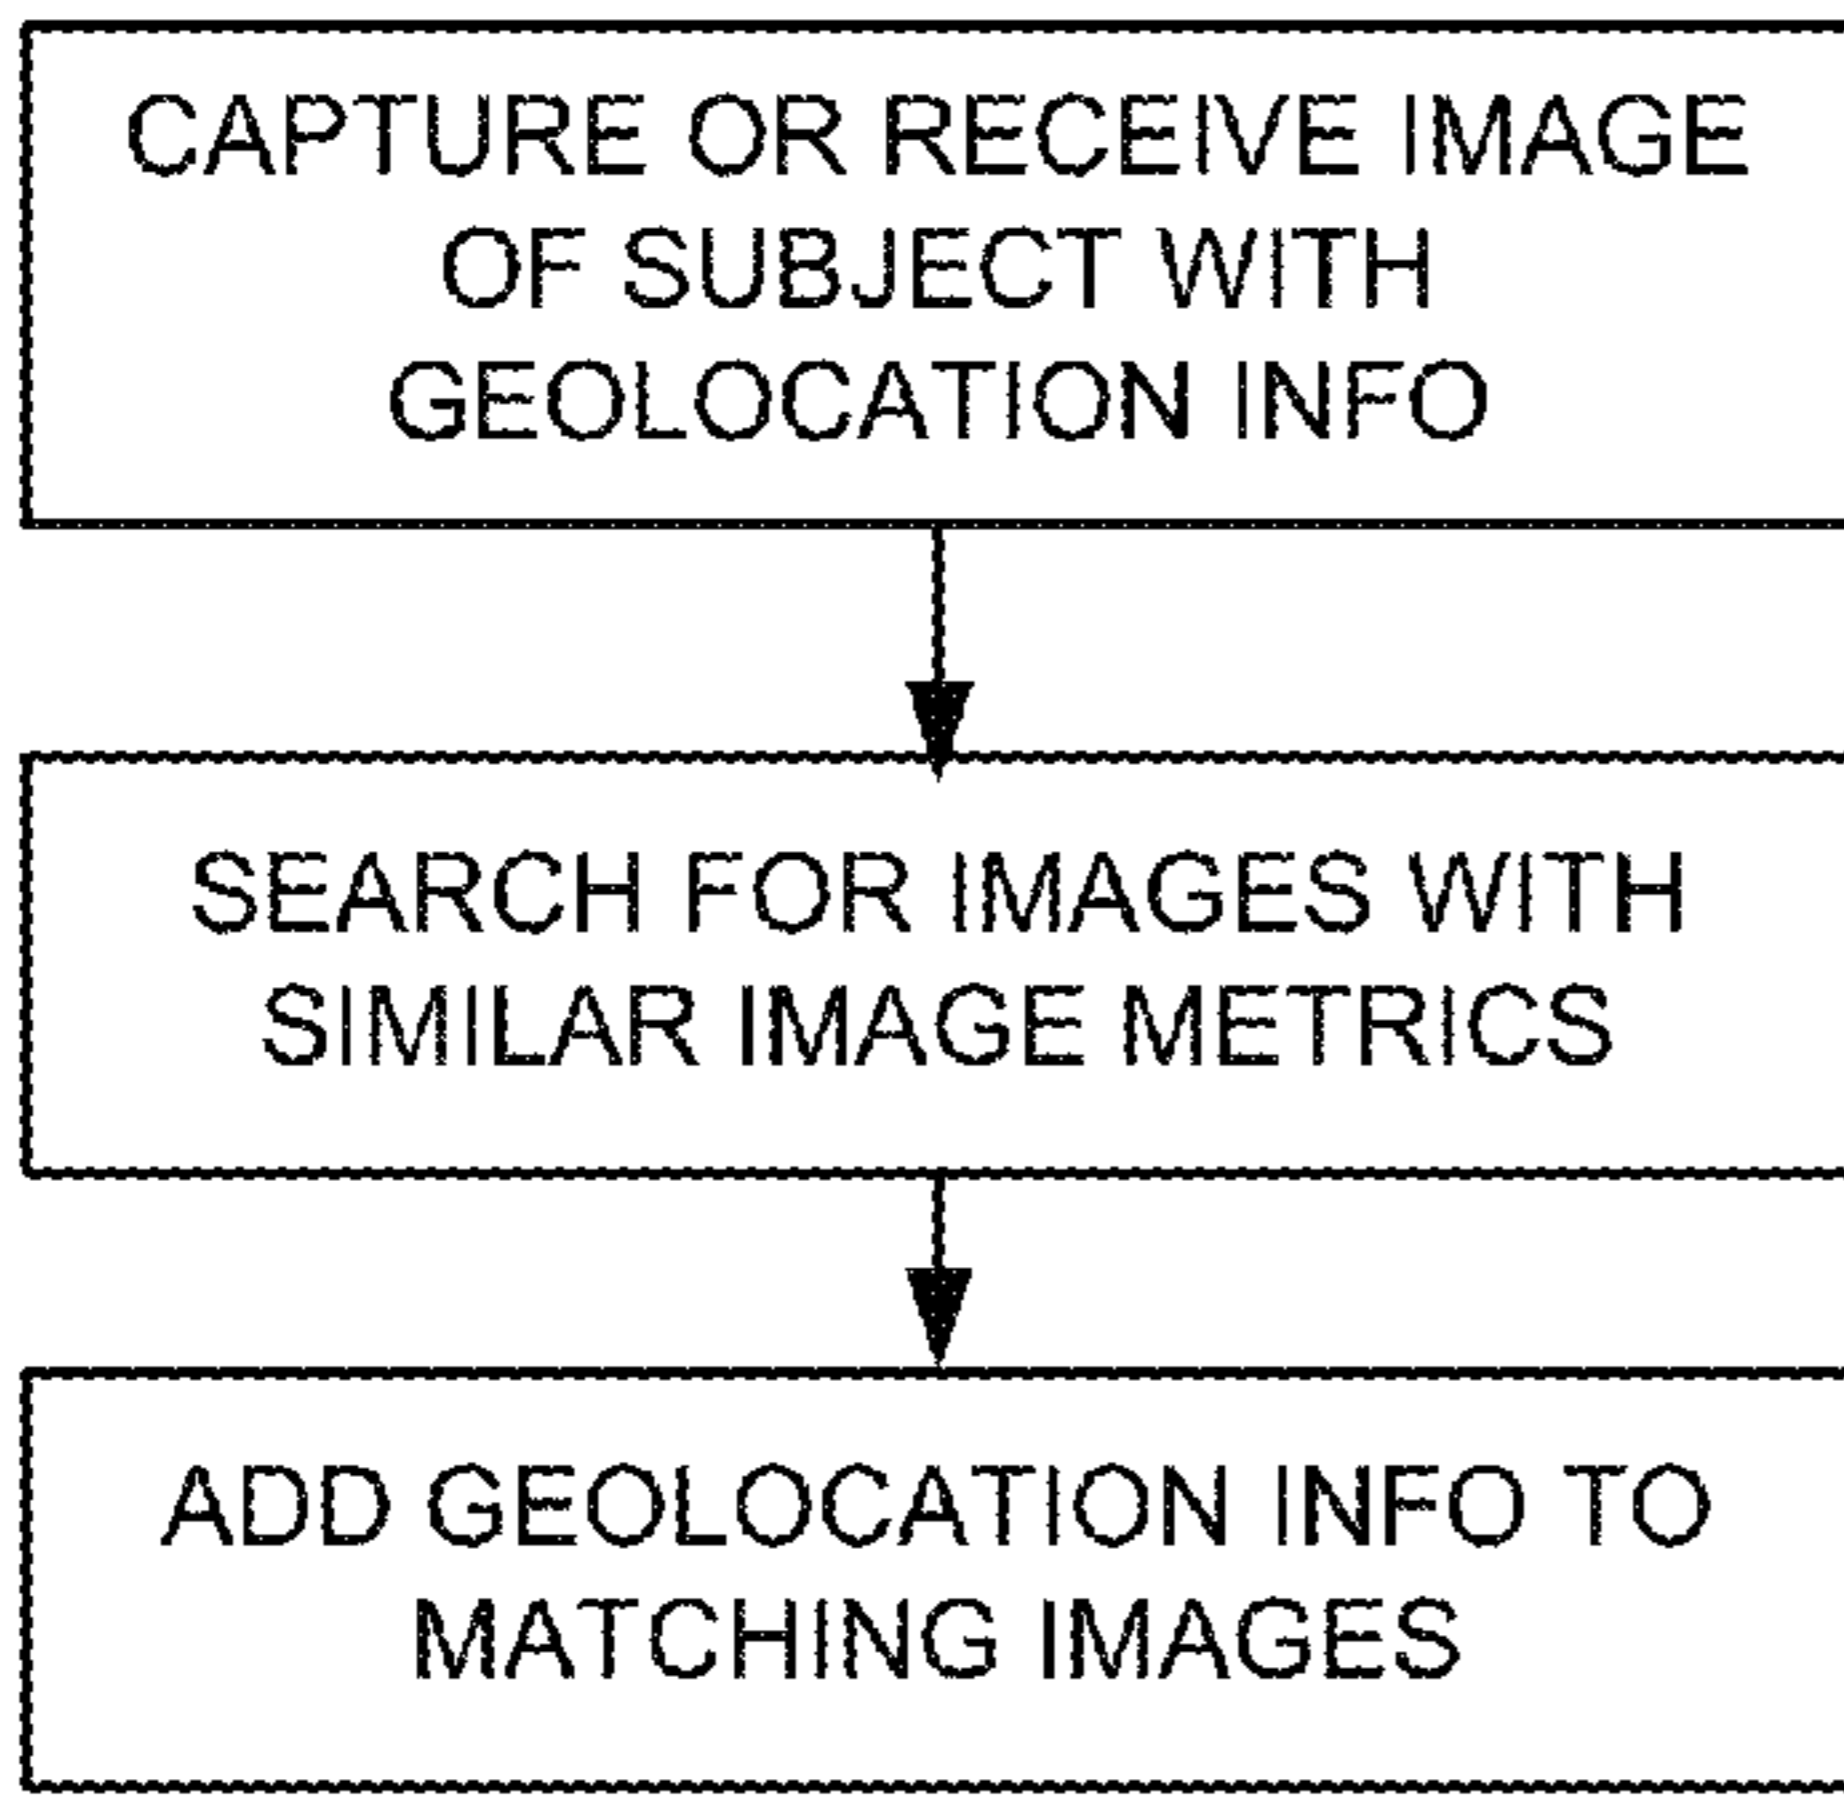 CAPTURE OR RECEIVE IMAGE
OF SUBJECT WITH
GEOLOCATION INFO
SEARCH FOR IMAGES WITH
SIMILAR IMAGE METRICS
ADD GEOLOCATION INFO TO
MATCHING IMAGES